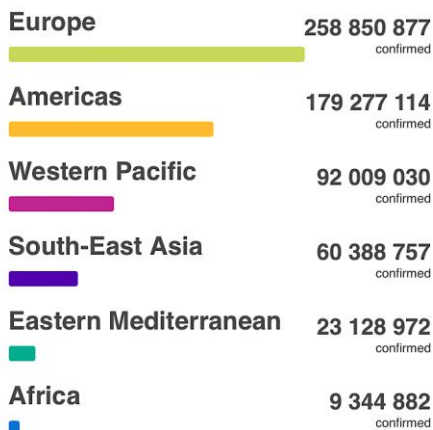 Europe 258 850 877
confirmed
Americas 179 277 114
confirmed
Western Pacific 92 009 030
confirmed
South-East Asia 60 388 757
confirmed
Eastern Mediterranean 23 128 972
confirmed
Africa 9 344 882
confirmed